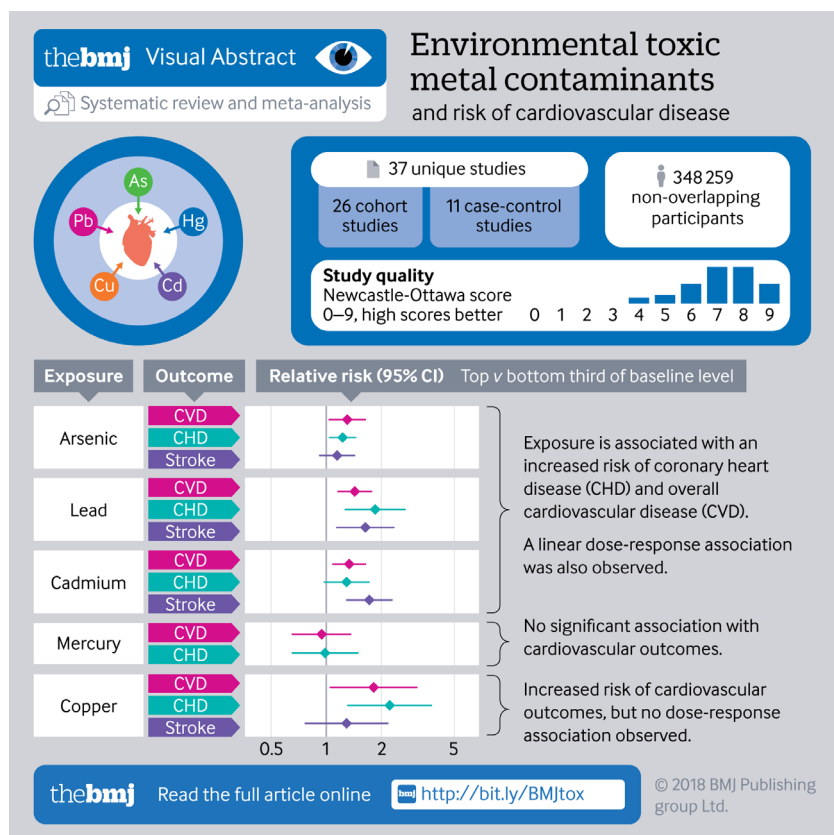 thebmj Visual Abstract
Systematic review and meta-analysis
Environmental toxic
metal contaminants
and risk of cardiovascular disease
As
Pb
Hg
Cu
Cd
37 unique studies
26 cohort
studies
11 case-control
studies
348 259
non-overlapping
participants
Study quality
Newcastle-Ottawa score
0–9, high scores better
0 1 2 3 4 5 6 7 8 9
Exposure
Outcome
Relative risk (95% CI) Top v bottom third of baseline level
Arsenic
CVD
CHD
Stroke
Lead
CVD
CHD
Stroke
Cadmium
CVD
CHD
Stroke
Exposure is associated with an
increased risk of coronary heart
disease (CHD) and overall
cardiovascular disease (CVD).
A linear dose-response association
was also observed.
Mercury
CVD
CHD
No significant association with
cardiovascular outcomes.
Copper
CVD
CHD
Stroke
Increased risk of cardiovascular
outcomes, but no dose-response
association observed.
0.5 1 2 5
thebmj Read the full article online bmj http://bit.ly/BMJtox
© 2018 BMJ Publishing
group Ltd.